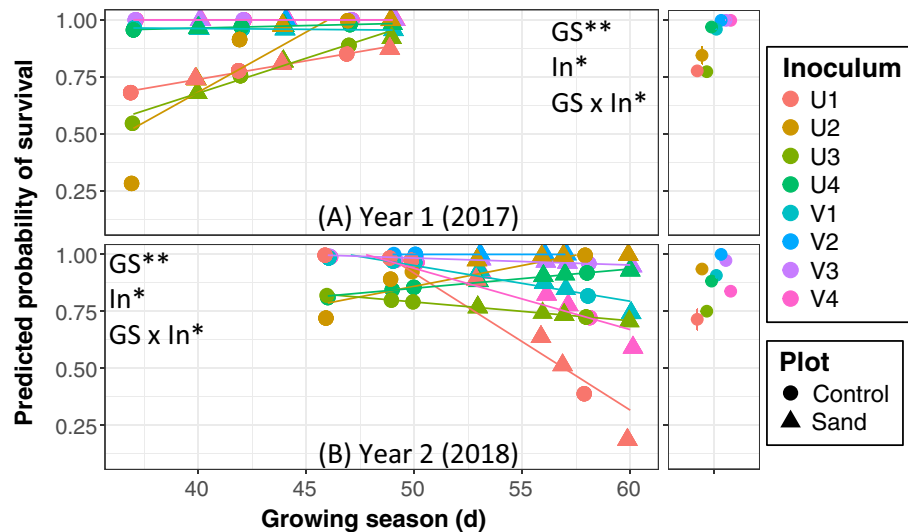 Predicted probability of survival
1.00
0.75
0.50
0.25
GS**
In*
GS x In*
(A) Year 1 (2017)
1.00
0.75
0.50
0.25
GS**
In*
GS x In*
(B) Year 2 (2018)
40
45
50
55
60
Growing season (d)
Inoculum
U1
U2
U3
U4
V1
V2
V3
V4
Plot
Control
Sand